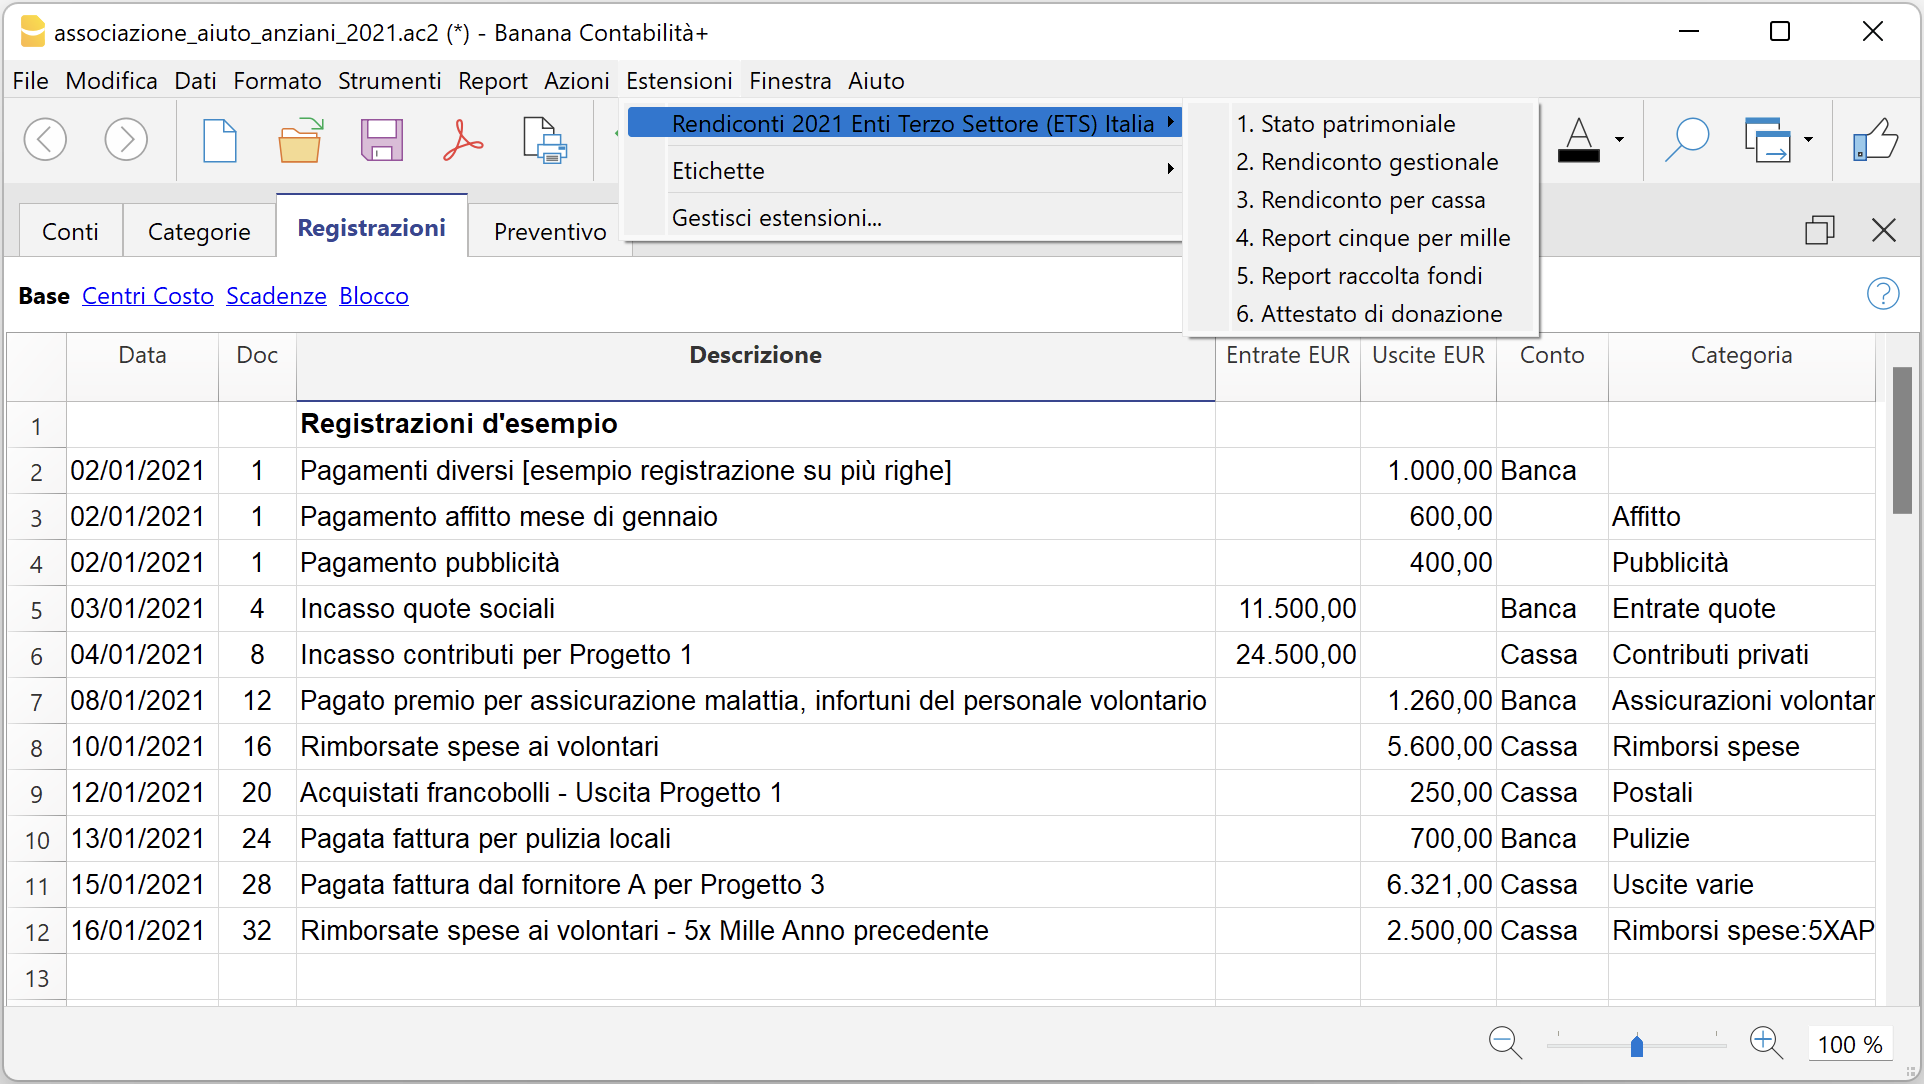 associazione_aiuto_anziani_2021.ac2 (*) - Banana Contabilità+
File Modifica Dati Formato Strumenti Report Azioni Estensioni Finestra Aiuto
Rendiconti 2021 Enti Terzo Settore (ETS) Italia
Etichette
Gestisci estensioni...
1. Stato patrimoniale
2. Rendiconto gestionale
3. Rendiconto per cassa
4. Report cinque per mille
5. Report raccolta fondi
6. Attestato di donazione
A
Conti Categorie Registrazioni Preventivo
Base Centri Costo Scadenze Blocco
?
Data Doc Descrizione Entrate EUR Uscite EUR Conto Categoria
1 Registrazioni d'esempio
2 02/01/2021 1 Pagamenti diversi [esempio registrazione su più righe] 1.000,00 Banca
3 02/01/2021 1 Pagamento affitto mese di gennaio 600,00 Affitto
4 02/01/2021 1 Pagamento pubblicità 400,00 Pubblicità
5 03/01/2021 4 Incasso quote sociali 11.500,00 Banca Entrate quote
6 04/01/2021 8 Incasso contributi per Progetto 1 24.500,00 Cassa Contributi privati
7 08/01/2021 12 Pagato premio per assicurazione malattia, infortuni del personale volontario 1.260,00 Banca Assicurazioni volontar
8 10/01/2021 16 Rimborsate spese ai volontari 5.600,00 Cassa Rimborsi spese
9 12/01/2021 20 Acquistati francobolli - Uscita Progetto 1 250,00 Cassa Postali
10 13/01/2021 24 Pagata fattura per pulizia locali 700,00 Banca Pulizie
11 15/01/2021 28 Pagata fattura dal fornitore A per Progetto 3 6.321,00 Cassa Uscite varie
12 16/01/2021 32 Rimborsate spese ai volontari - 5x Mille Anno precedente 2.500,00 Cassa Rimborsi spese:5XAP
13
100 %